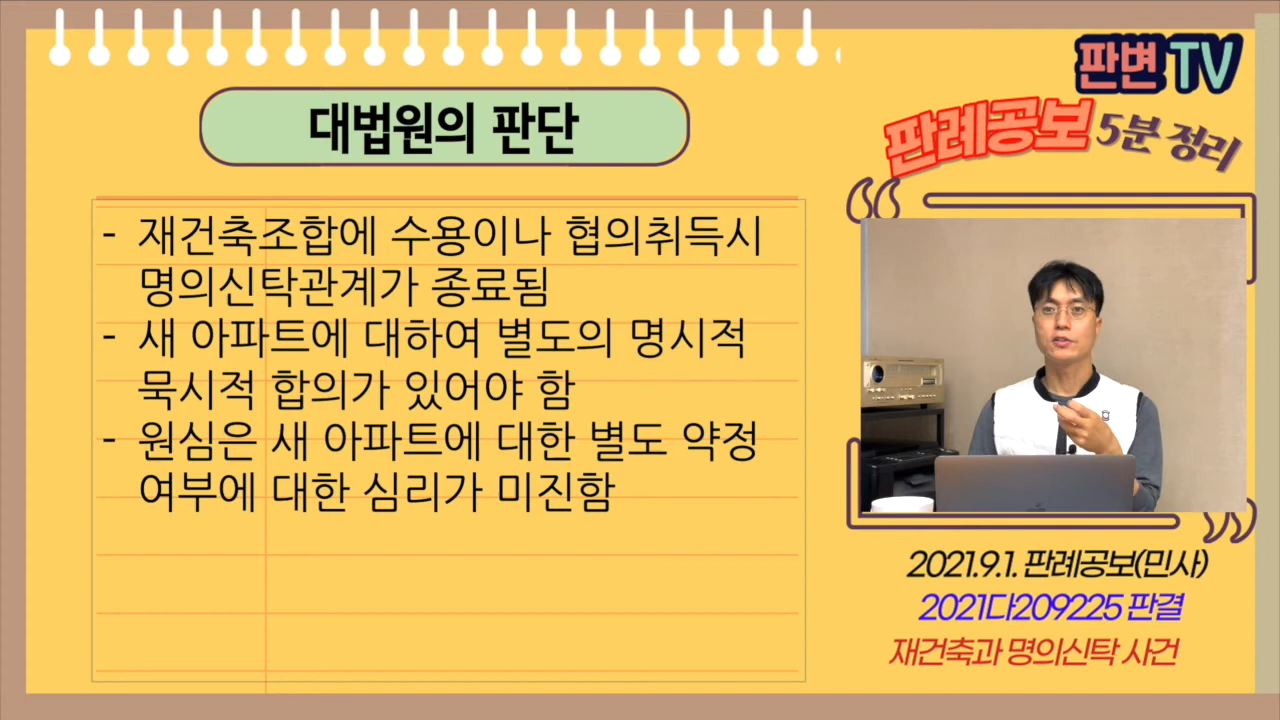 판변 TV
판례공보 5분 정리
대법원의 판단
- 재건축조합에 수용이나 협의취득시
명의신탁관계가 종료됨
- 새 아파트에 대하여 별도의 명시적
묵시적 합의가 있어야 함
- 원심은 새 아파트에 대한 별도 약정
여부에 대한 심리가 미진함
2021.9.1. 판례공보(민사)
2021다209225 판결
재건축과 명의신탁 사건